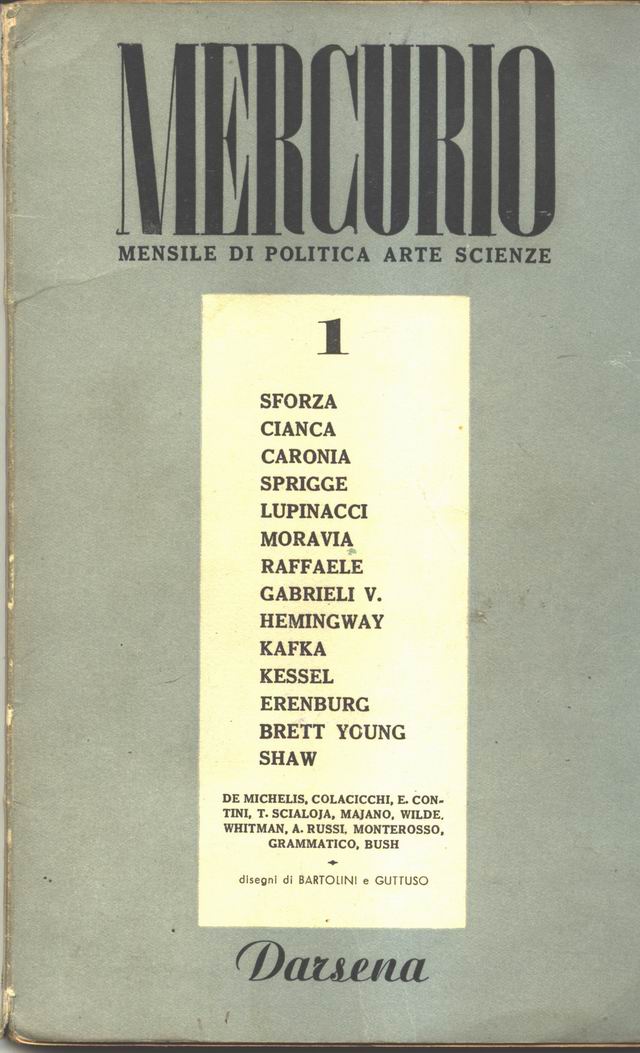 MERCURIO
MENSILE DI POLITICA ARTE SCIENZE
1
SFORZA
CIANCA
CARONIA
SPRIGGE
LUPINACCI
MORAVIA
RAFFAELE
GABRIELI V.
HEMINGWAY
KAFKA
KESSEL
ERENBURG
BRETT YOUNG
SHAW
DE MICHELIS, COLACICCHI, E. CON-
TINI, T. SCIALOJA, MAJANO, WILDE,
WHITMAN, A. RUSSI, MONTEROSSO,
GRAMMATICO, BUSH
disegni di BARTOLINI e GUTTUSO
Darsena